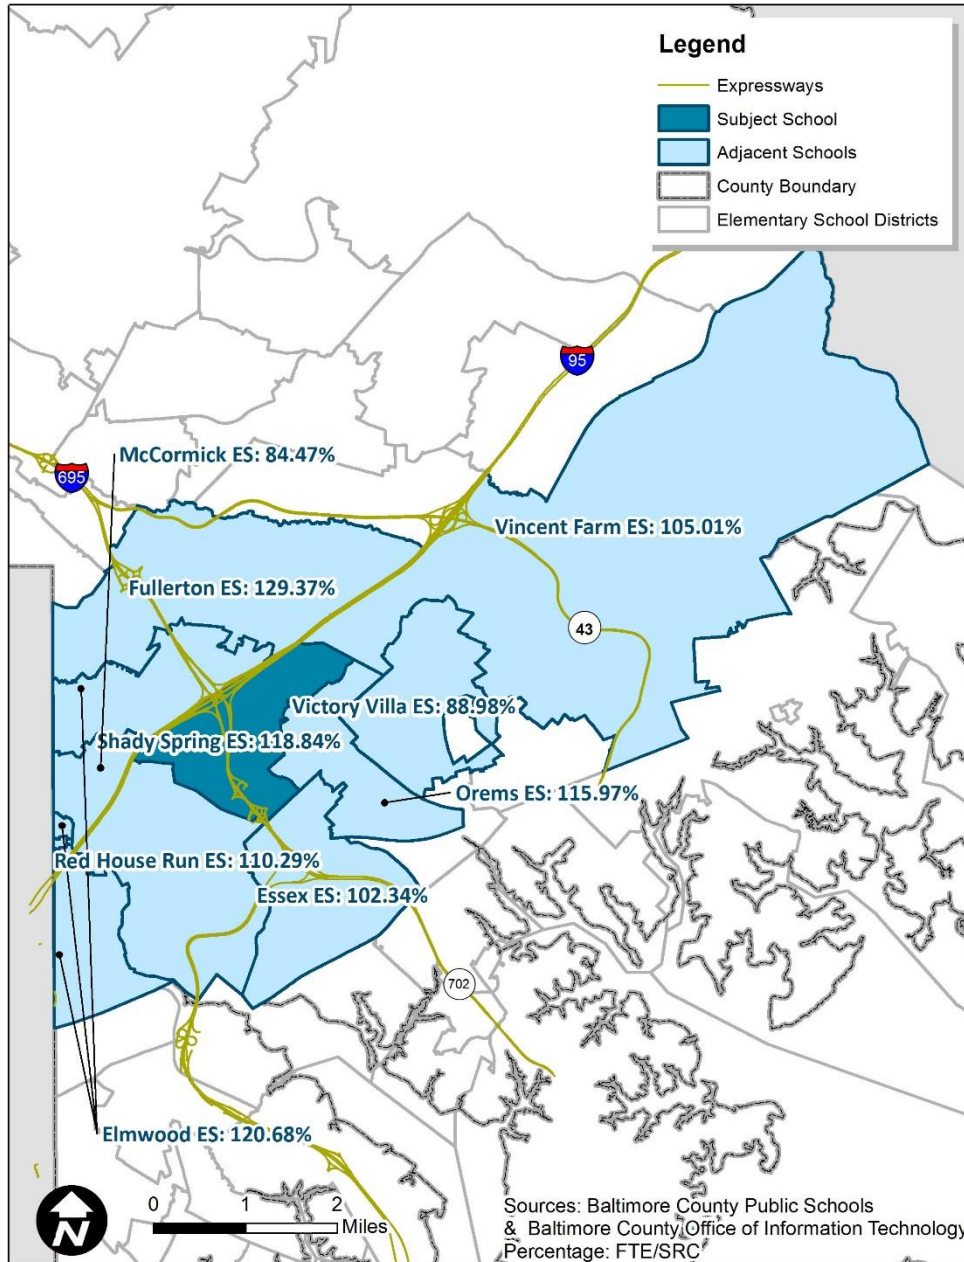 Legend
Expressways
Subject School
Adjacent Schools
County Boundary
Elementary School Districts
95
McCormick ES: 84.47%
695
Vincent Farm ES: 105.01%
Fullerton ES: 129.37%
43
Victory Villa ES: 88.98%
Shady Spring ES: 118.84%
Orems ES: 115.97%
Red House Run ES: 110.29%
Essex ES: 102.34%
702
Elmwood ES: 120.68%
N
0 1 2
Miles
Sources: Baltimore County Public Schools
& Baltimore County Office of Information Technology
Percentage: FTE/SRC